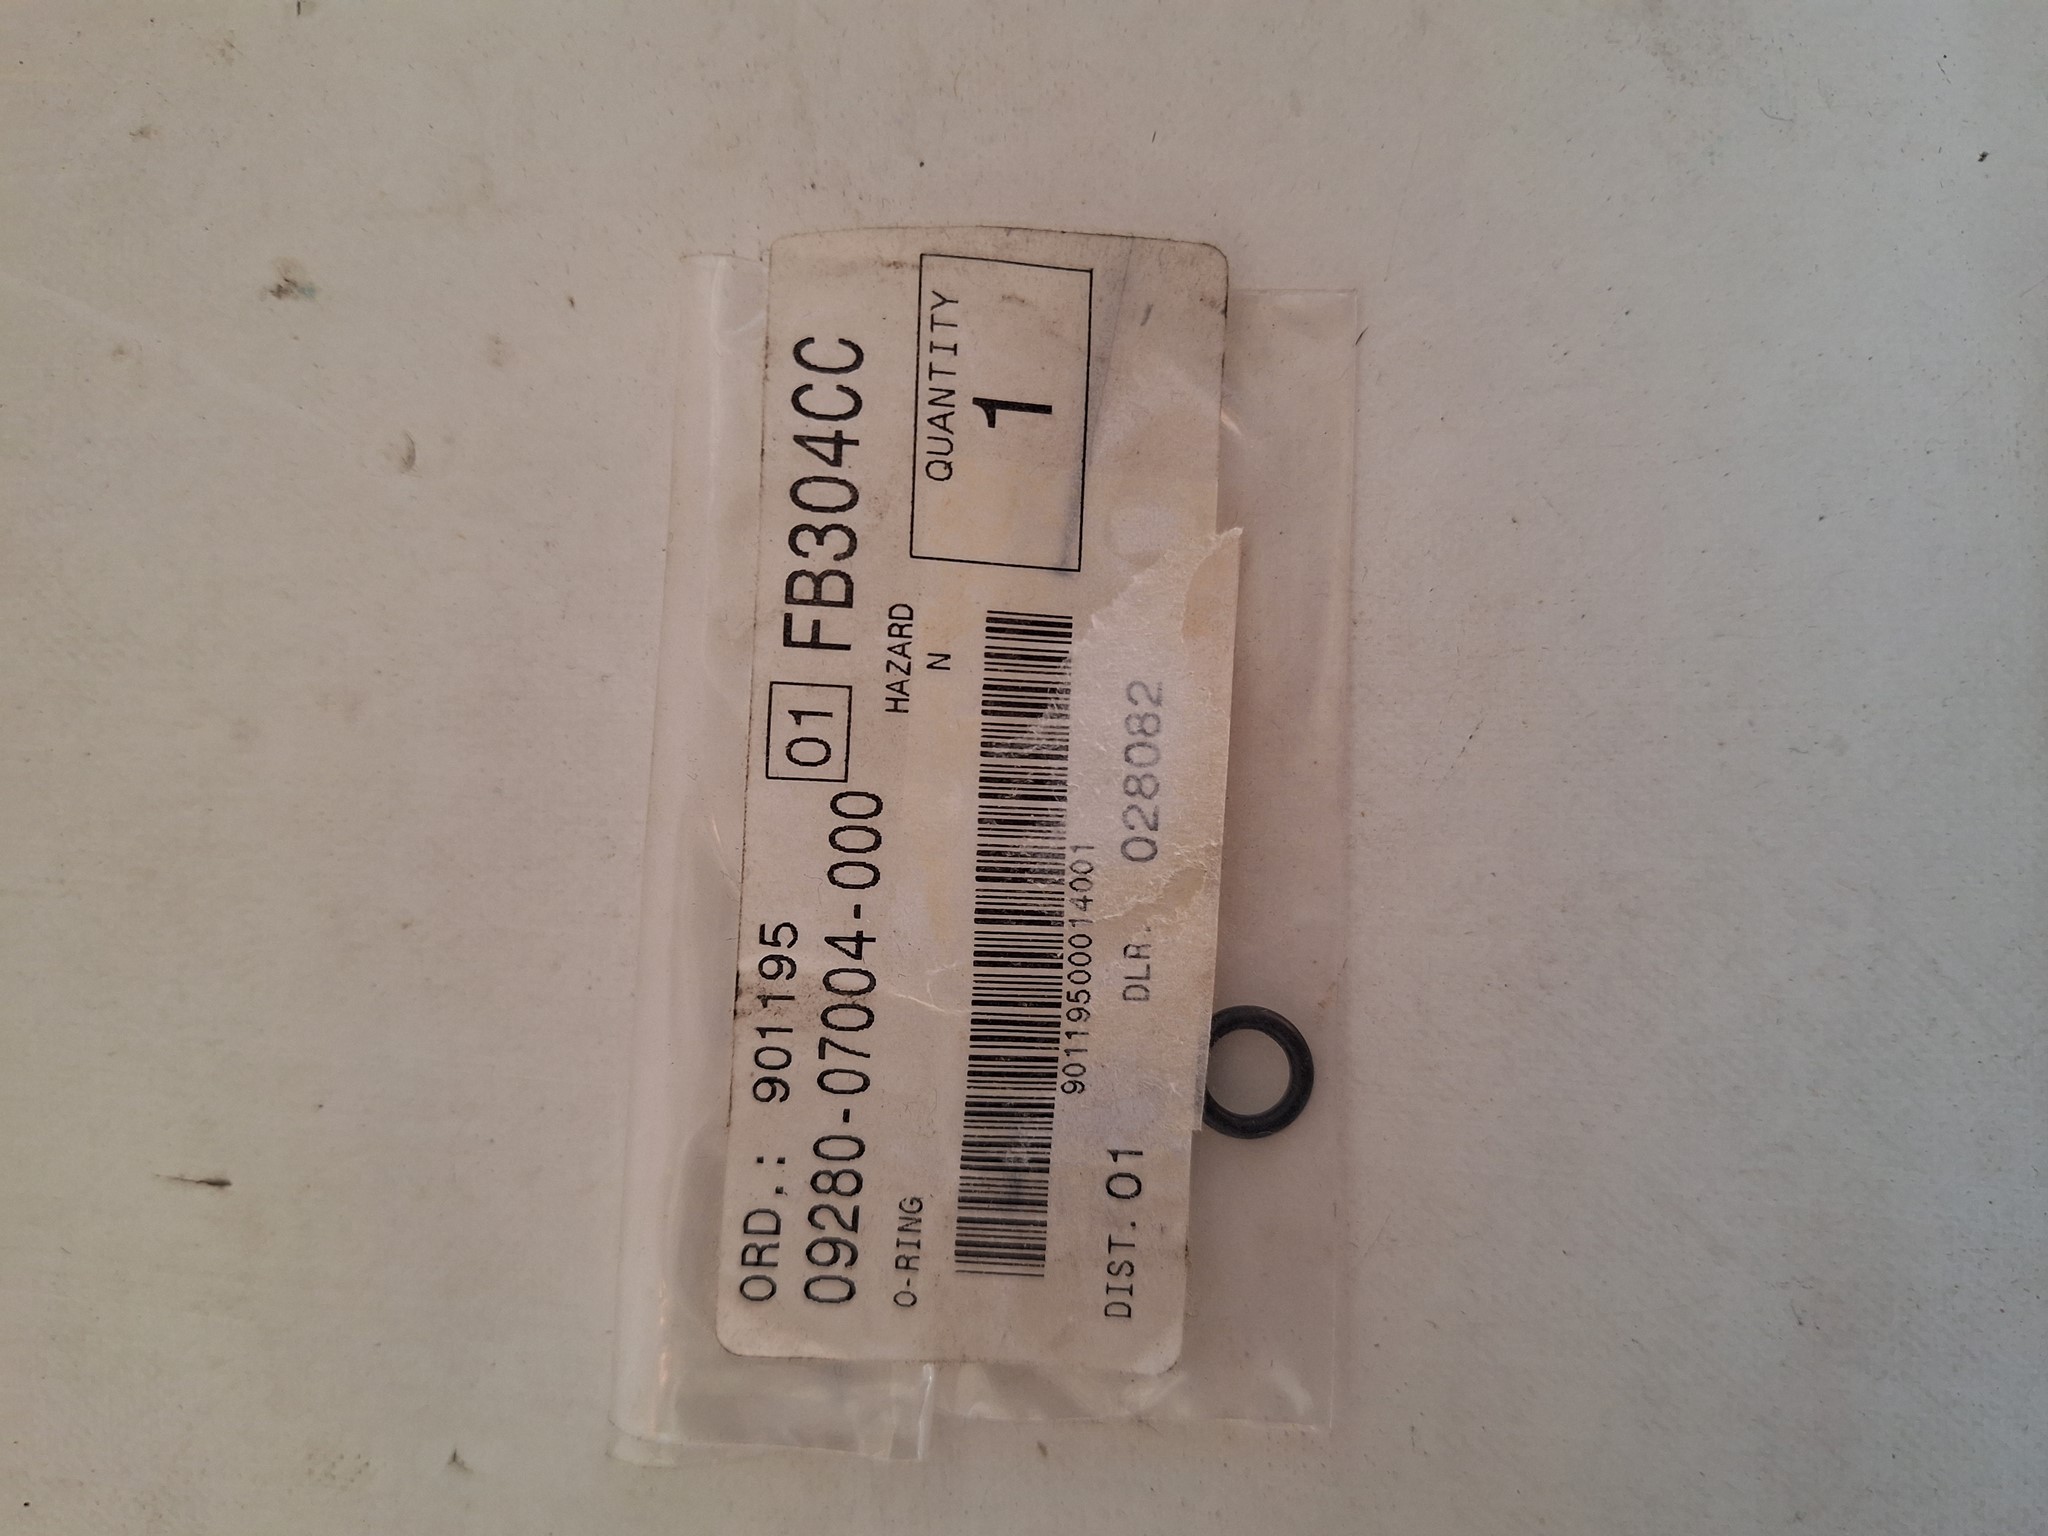 ORD.: 901195
09280-07004-000 01 FB304CC
O-RING
HAZARD
N
QUANTITY
1
90119500014001
DIST. 01 DLR. 028082